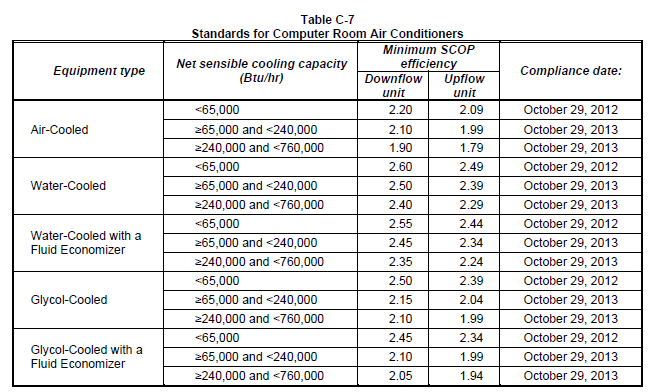 Table C-7
Standards for Computer Room Air Conditioners
Equipment type
Net sensible cooling capacity
(Btu/hr)
Minimum SCOP
efficiency
Downflow
unit
Upflow
unit
Compliance date:
Air-Cooled
<65,000 2.20 2.09 October 29, 2012
≥65,000 and <240,000 2.10 1.99 October 29, 2013
≥240,000 and <760,000 1.90 1.79 October 29, 2013
Water-Cooled
<65,000 2.60 2.49 October 29, 2012
≥65,000 and <240,000 2.50 2.39 October 29, 2013
≥240,000 and <760,000 2.40 2.29 October 29, 2013
Water-Cooled with a
Fluid Economizer
<65,000 2.55 2.44 October 29, 2012
≥65,000 and <240,000 2.45 2.34 October 29, 2013
≥240,000 and <760,000 2.35 2.24 October 29, 2013
Glycol-Cooled
<65,000 2.50 2.39 October 29, 2012
≥65,000 and <240,000 2.15 2.04 October 29, 2013
≥240,000 and <760,000 2.10 1.99 October 29, 2013
Glycol-Cooled with a
Fluid Economizer
<65,000 2.45 2.34 October 29, 2012
≥65,000 and <240,000 2.10 1.99 October 29, 2013
≥240,000 and <760,000 2.05 1.94 October 29, 2013